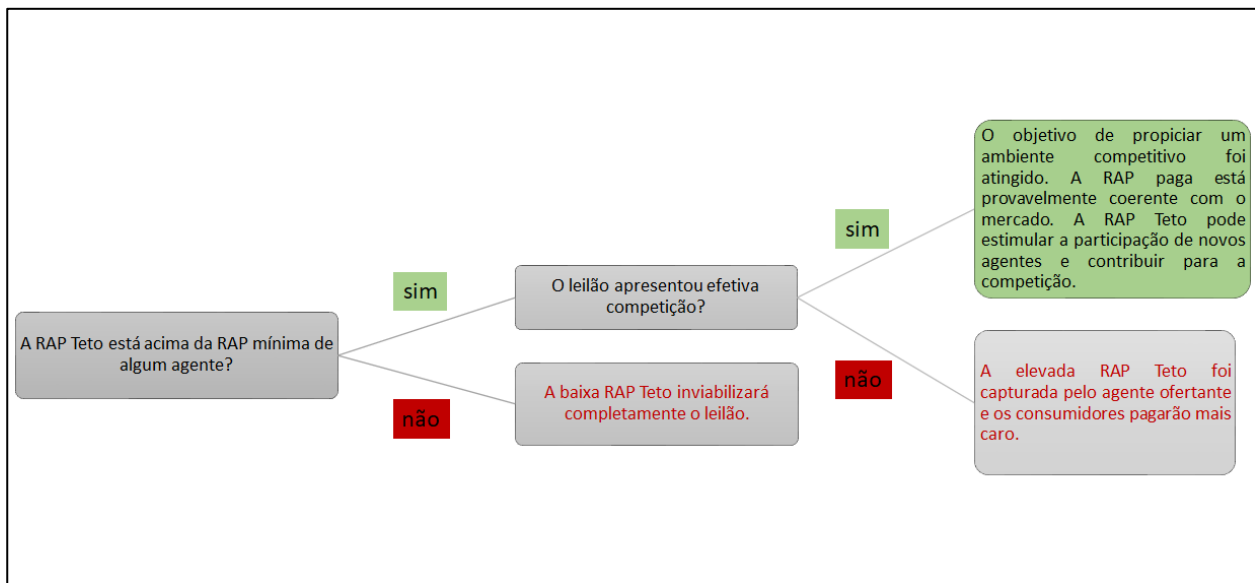 A RAP Teto está acima da RAP mínima de
algum agente?
sim
não
O leilão apresentou efetiva
competição?
A baixa RAP Teto inviabilizará
completamente o leilão.
sim
não
O objetivo de propiciar um
ambiente competitivo foi
atingido. A RAP paga está
provavelmente coerente com o
mercado. A RAP Teto pode
estimular a participação de novos
agentes e contribuir para a
competição.
A elevada RAP Teto foi
capturada pelo agente ofertante
e os consumidores pagarão mais
caro.